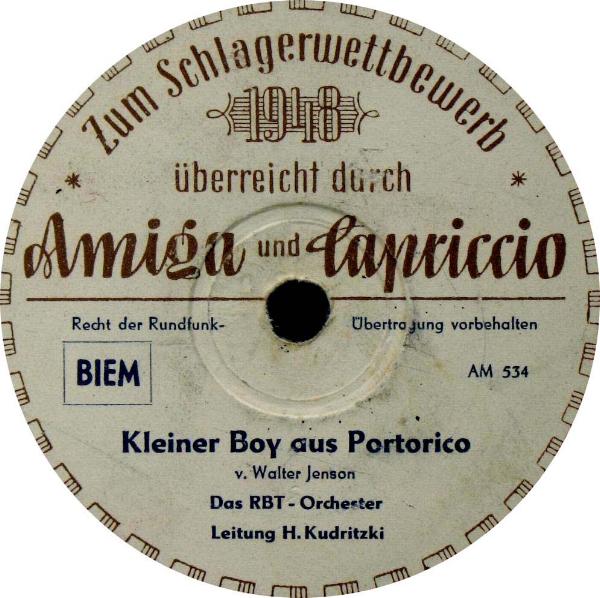 Zum Schlagerwettbewerb
1948
überreicht durch
Amiga und Capriccio
Recht der Rundfunk- Übertragung vorbehalten
BIEM
AM 534
Kleiner Boy aus Portorico
v. Walter Jenson
Das RBT - Orchester
Leitung H. Kudritzki